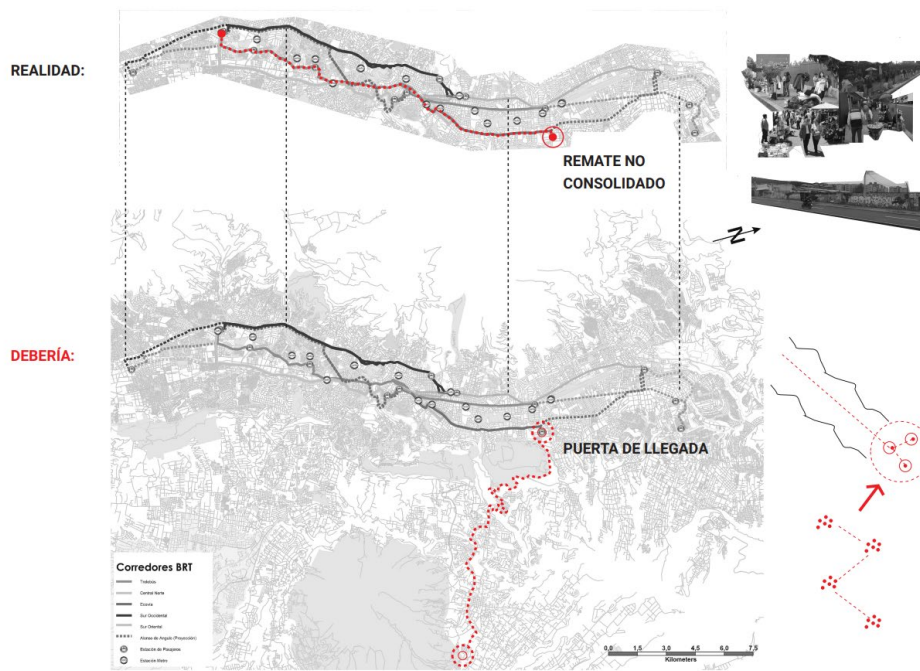 REALIDAD:
REMATE NO
CONSOLIDADO
N
DEBERÍA:
PUERTA DE LLEGADA
Corredores BRT
Trolebús
Central Norte
Ecovía
Sur Occidental
Sur Oriental
Estación de Pasajeros
Estación Metro
0,0 1,5 3,0 4,5 6,0 7,5
Kilometers